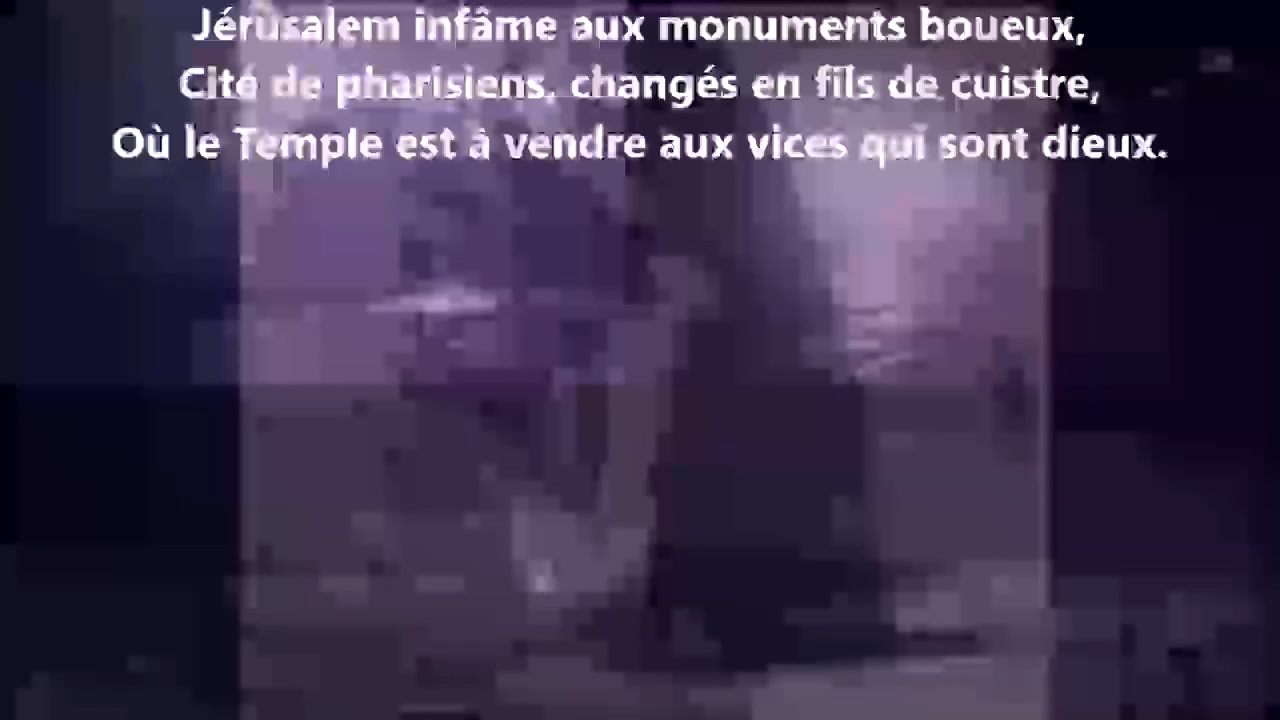 Jérusalem infâme aux monuments boueux,
Cité de pharisiens, changés en fils de cuistre,
Où le Temple est à vendre aux vices qui sont dieux.